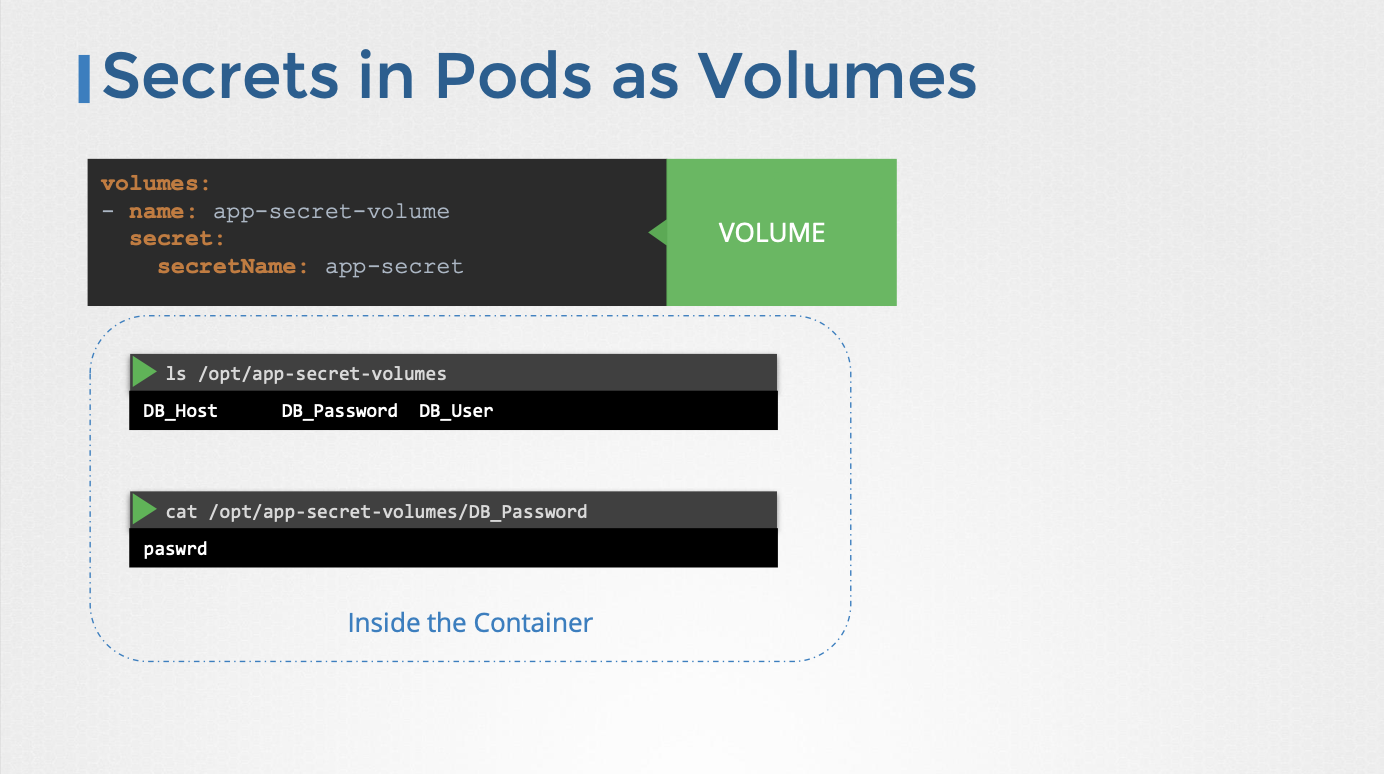 Secrets in Pods as Volumes
volumes:
- name: app-secret-volume
  secret:
    secretName: app-secret
VOLUME
ls /opt/app-secret-volumes
DB_Host      DB_Password  DB_User
cat /opt/app-secret-volumes/DB_Password
paswrd
Inside the Container